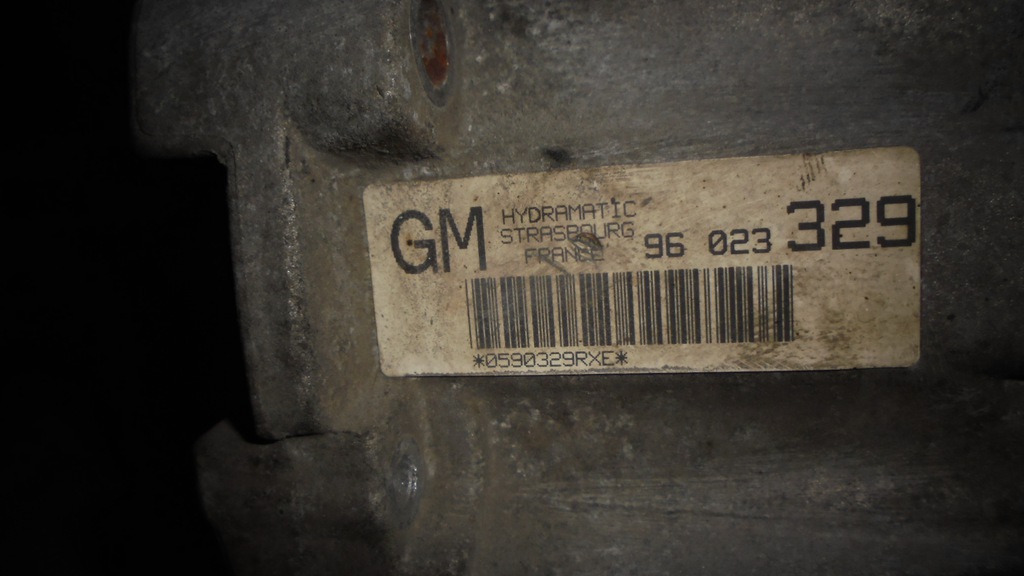 GM
HYDRAMATIC
STRASBOURG
FRANCE
96 023 329
*0590329RXE*